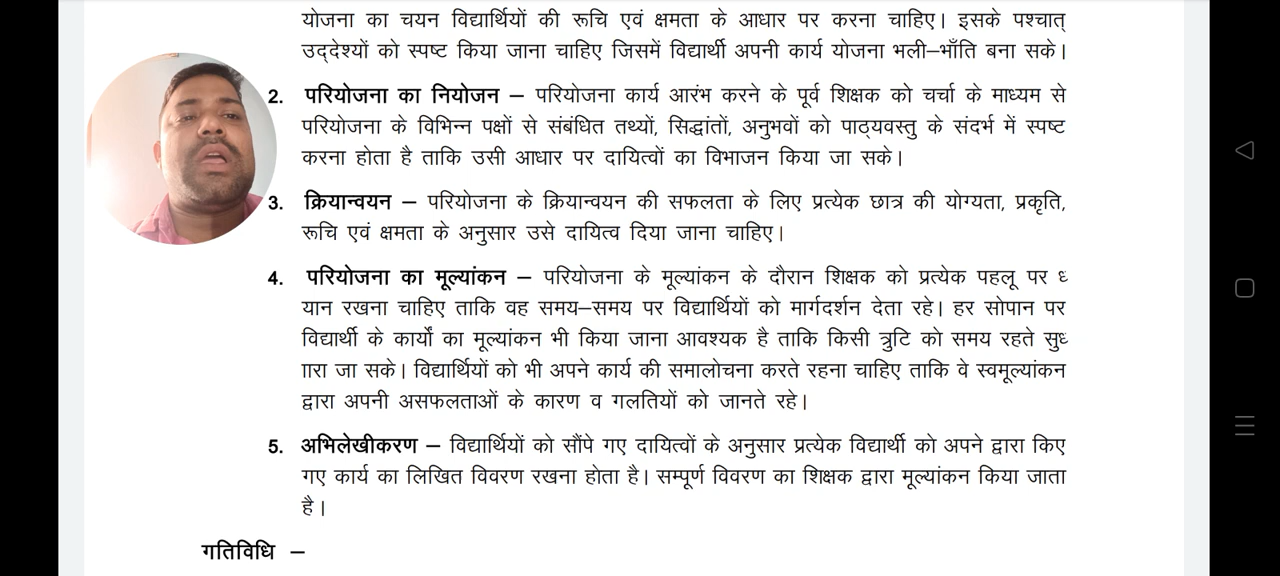 योजना का चयन विद्यार्थियों की रूचि एवं क्षमता के आधार पर करना चाहिए। इसके पश्चात्
उद्देश्यों को स्पष्ट किया जाना चाहिए जिसमें विद्यार्थी अपनी कार्य योजना भली–भाँति बना सके।
2. परियोजना का नियोजन – परियोजना कार्य आरंभ करने के पूर्व शिक्षक को चर्चा के माध्यम से
परियोजना के विभिन्न पक्षों से संबंधित तथ्यों, सिद्धांतों, अनुभवों को पाठ्यवस्तु के संदर्भ में स्पष्ट
करना होता है ताकि उसी आधार पर दायित्वों का विभाजन किया जा सके।
3. क्रियान्वयन – परियोजना के क्रियान्वयन की सफलता के लिए प्रत्येक छात्र की योग्यता, प्रकृति,
रूचि एवं क्षमता के अनुसार उसे दायित्व दिया जाना चाहिए।
4. परियोजना का मूल्यांकन – परियोजना के मूल्यांकन के दौरान शिक्षक को प्रत्येक पहलू पर ध
यान रखना चाहिए ताकि वह समय–समय पर विद्यार्थियों को मार्गदर्शन देता रहे। हर सोपान पर
विद्यार्थी के कार्यों का मूल्यांकन भी किया जाना आवश्यक है ताकि किसी त्रुटि को समय रहते सुध
ारा जा सके। विद्यार्थियों को भी अपने कार्य की समालोचना करते रहना चाहिए ताकि वे स्वमूल्यांकन
द्वारा अपनी असफलताओं के कारण व गलतियों को जानते रहे।
5. अभिलेखीकरण – विद्यार्थियों को सौंपे गए दायित्वों के अनुसार प्रत्येक विद्यार्थी को अपने द्वारा किए
गए कार्य का लिखित विवरण रखना होता है। सम्पूर्ण विवरण का शिक्षक द्वारा मूल्यांकन किया जाता
है।
गतिविधि –